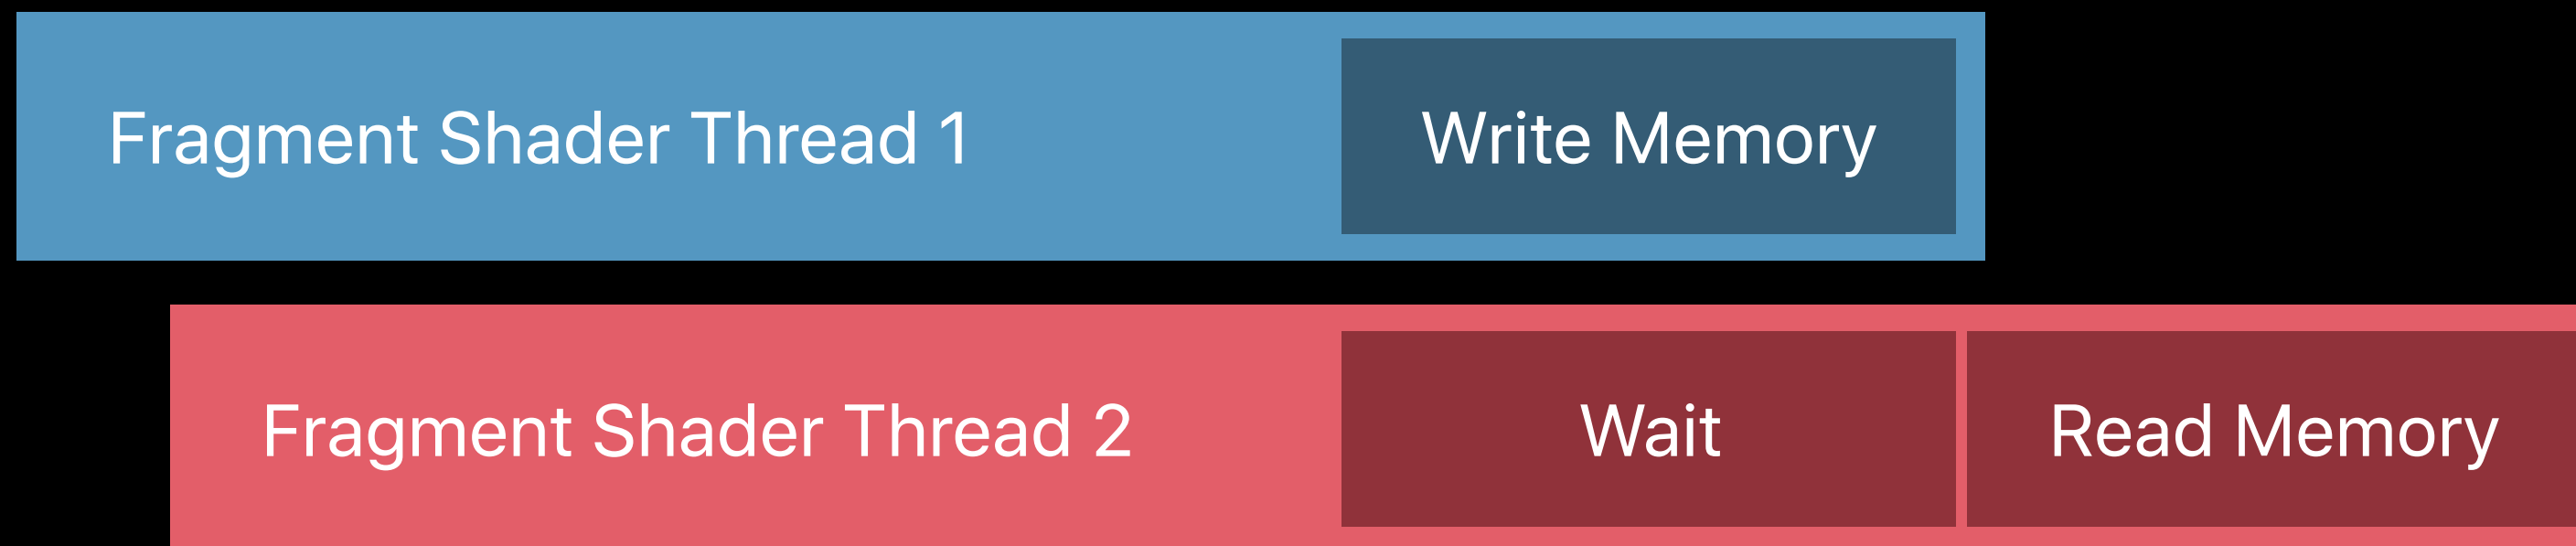 Fragment Shader Thread 1
Write Memory
Fragment Shader Thread 2
Wait
Read Memory